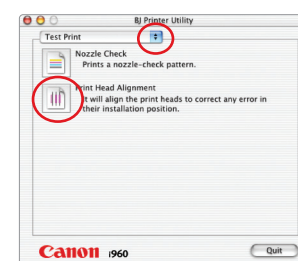 BJ Printer Utility
Test Print
Nozzle Check
Prints a nozzle-check pattern.
Print Head Alignment
It will align the print heads to correct any error in
their installation position.
Canon i960
Quit